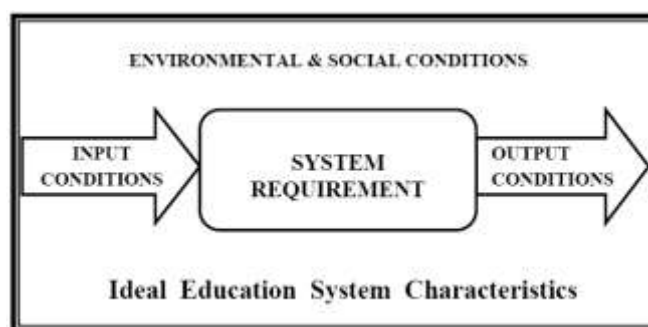 ENVIRONMENTAL & SOCIAL CONDITIONS
INPUT
CONDITIONS
SYSTEM
REQUIREMENT
OUTPUT
CONDITIONS
Ideal Education System Characteristics